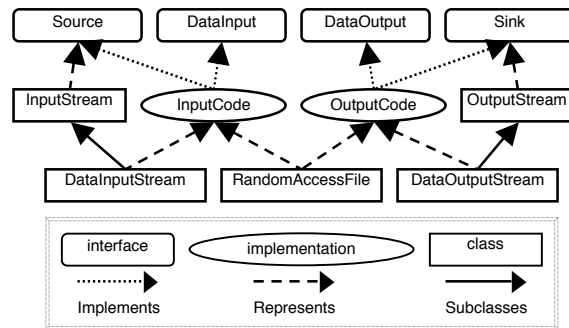 Source DataInput DataOutput Sink
InputStream InputCode OutputCode OutputStream
DataInputStream RandomAccessFile DataOutputStream
interface implementation class
Implements Represents Subclasses